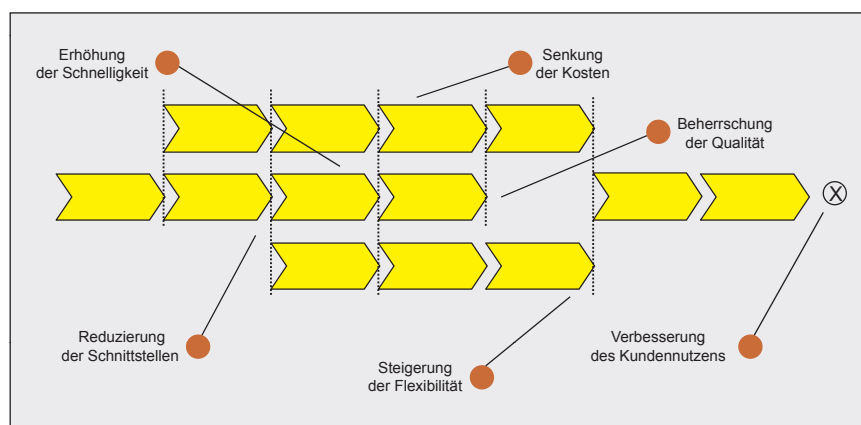 Erhöhung
der Schnelligkeit
Senkung
der Kosten
Beherrschung
der Qualität
X
Reduzierung
der Schnittstellen
Steigerung
der Flexibilität
Verbesserung
des Kundennutzens